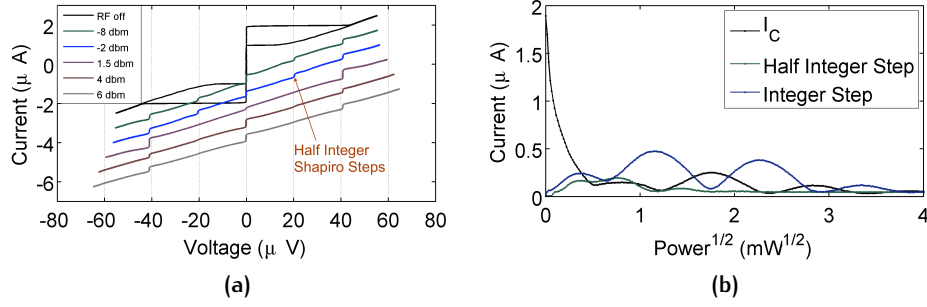 RF off
-8 dbm
-2 dbm
1.5 dbm
4 dbm
6 dbm
Half Integer
Shapiro Steps
Current (μ A)
2
0
-2
-4
-6
-80 -60 -40 -20 0 20 40 60 80
Voltage (μ V)
(a)
I_C
Half Integer Step
Integer Step
Current (μ A)
2
1.5
1
0.5
0
0 1 2 3 4
Power^1/2 (mW^1/2)
(b)